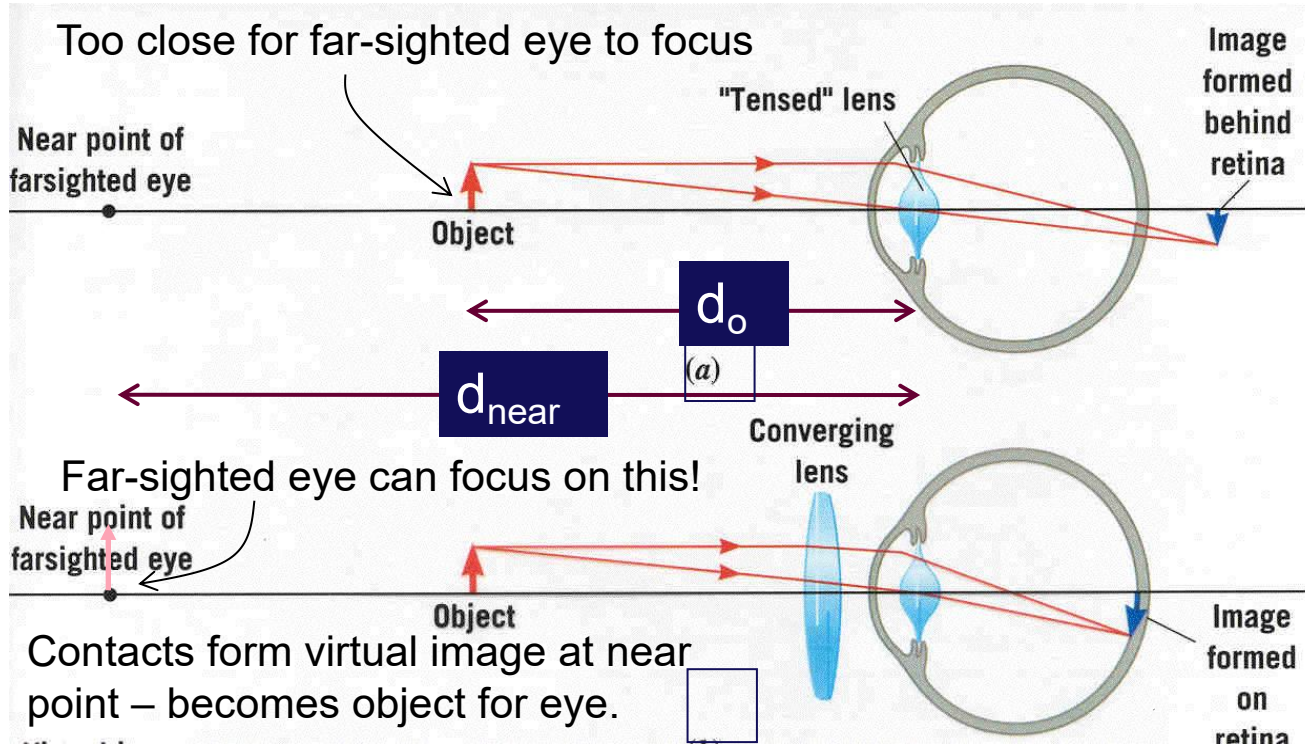 Too close for far-sighted eye to focus
Image
formed
behind
retina
"Tensed" lens
Near point of
farsighted eye
Object
d_o
(a)
d_near
Converging
lens
Far-sighted eye can focus on this!
Near point of
farsighted eye
Object
Image
formed
on
retina
Contacts form virtual image at near
point – becomes object for eye.